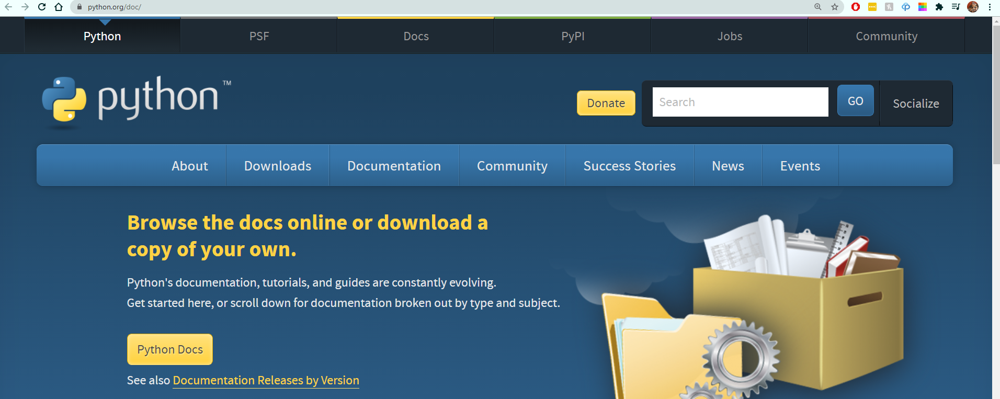 python.org/doc/
Python PSF Docs PyPI Jobs Community
python™
Donate Search GO Socialize
About Downloads Documentation Community Success Stories News Events
Browse the docs online or download a
copy of your own.
Python's documentation, tutorials, and guides are constantly evolving.
Get started here, or scroll down for documentation broken out by type and subject.
Python Docs
See also Documentation Releases by Version